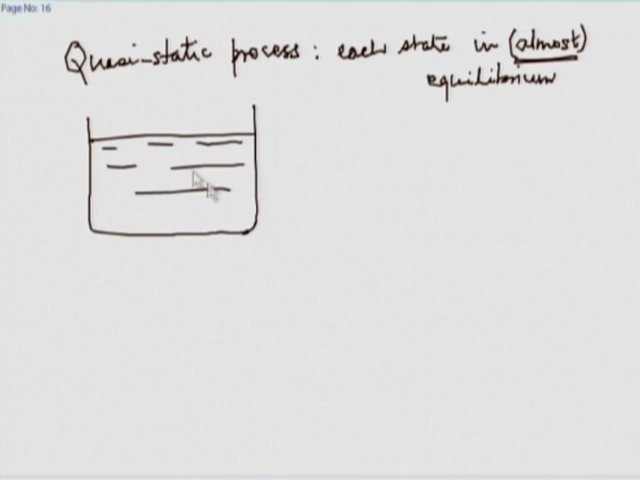 Page No: 16
Quasi-static process : each state in (almost)
equilibrium